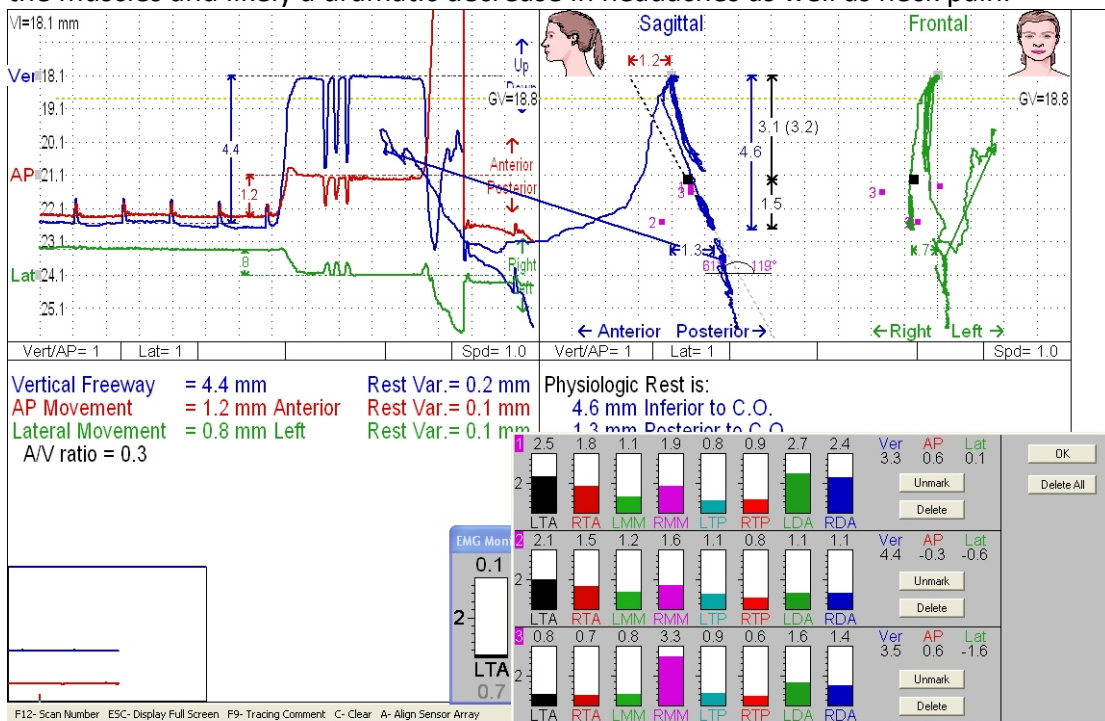 the muscles and likely a dramatic decrease in headaches as well as neck pain.
VI=18.1 mm
Sagittal
Frontal
Up
Ver 18.1
GV=18.8
GV=18.8
19.1
20.1
AP 21.1
23.1
Lat 24.1
25.1
4.4
1.2
.8
Anterior
Posterior
Right
Left
1.2
3.1 (3.2)
4.6
1.5
1.3
61° 119°
3
2
3
1
.7
← Anterior Posterior →
← Right Left →
Vert/AP= 1 Lat= 1 Spd= 1.0 Vert/AP= 1 Lat= 1 Spd= 1.0
Vertical Freeway = 4.4 mm Rest Var.= 0.2 mm
AP Movement = 1.2 mm Anterior Rest Var.= 0.1 mm
Lateral Movement = 0.8 mm Left Rest Var.= 0.1 mm
A/V ratio = 0.3
Physiologic Rest is:
4.6 mm Inferior to C.O.
1.3 mm Posterior to C.O.
1 2.5 1.8 1.1 1.9 0.8 0.9 2.7 2.4 Ver AP Lat
3.3 0.6 0.1
2
Unmark
Delete
LTA RTA LMM RMM LTP RTP LDA RDA
2 2.1 1.5 1.2 1.6 1.1 0.8 1.1 1.1 Ver AP Lat
4.4 -0.3 -0.6
2
Unmark
Delete
LTA RTA LMM RMM LTP RTP LDA RDA
3 0.8 0.7 0.8 3.3 0.9 0.6 1.6 1.4 Ver AP Lat
3.5 0.6 -1.6
2
Unmark
Delete
LTA RTA LMM RMM LTP RTP LDA RDA
OK
Delete All
EMG Moni
0.1
2
LTA
0.7
F12- Scan Number ESC- Display Full Screen F9- Tracing Comment C- Clear A- Align Sensor Array